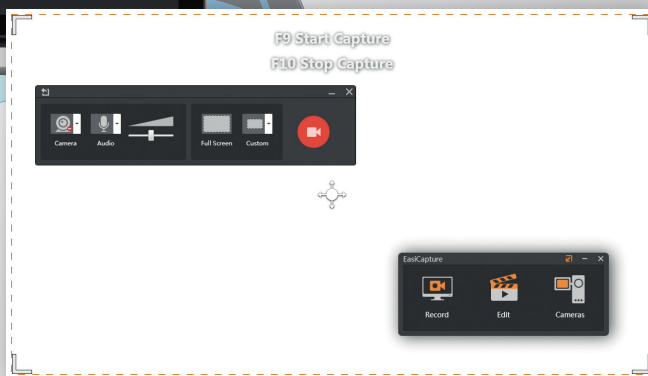 F9 Start Capture
F10 Stop Capture
Camera
Audio
Full Screen
Custom
EasiCapture
Record
Edit
Cameras